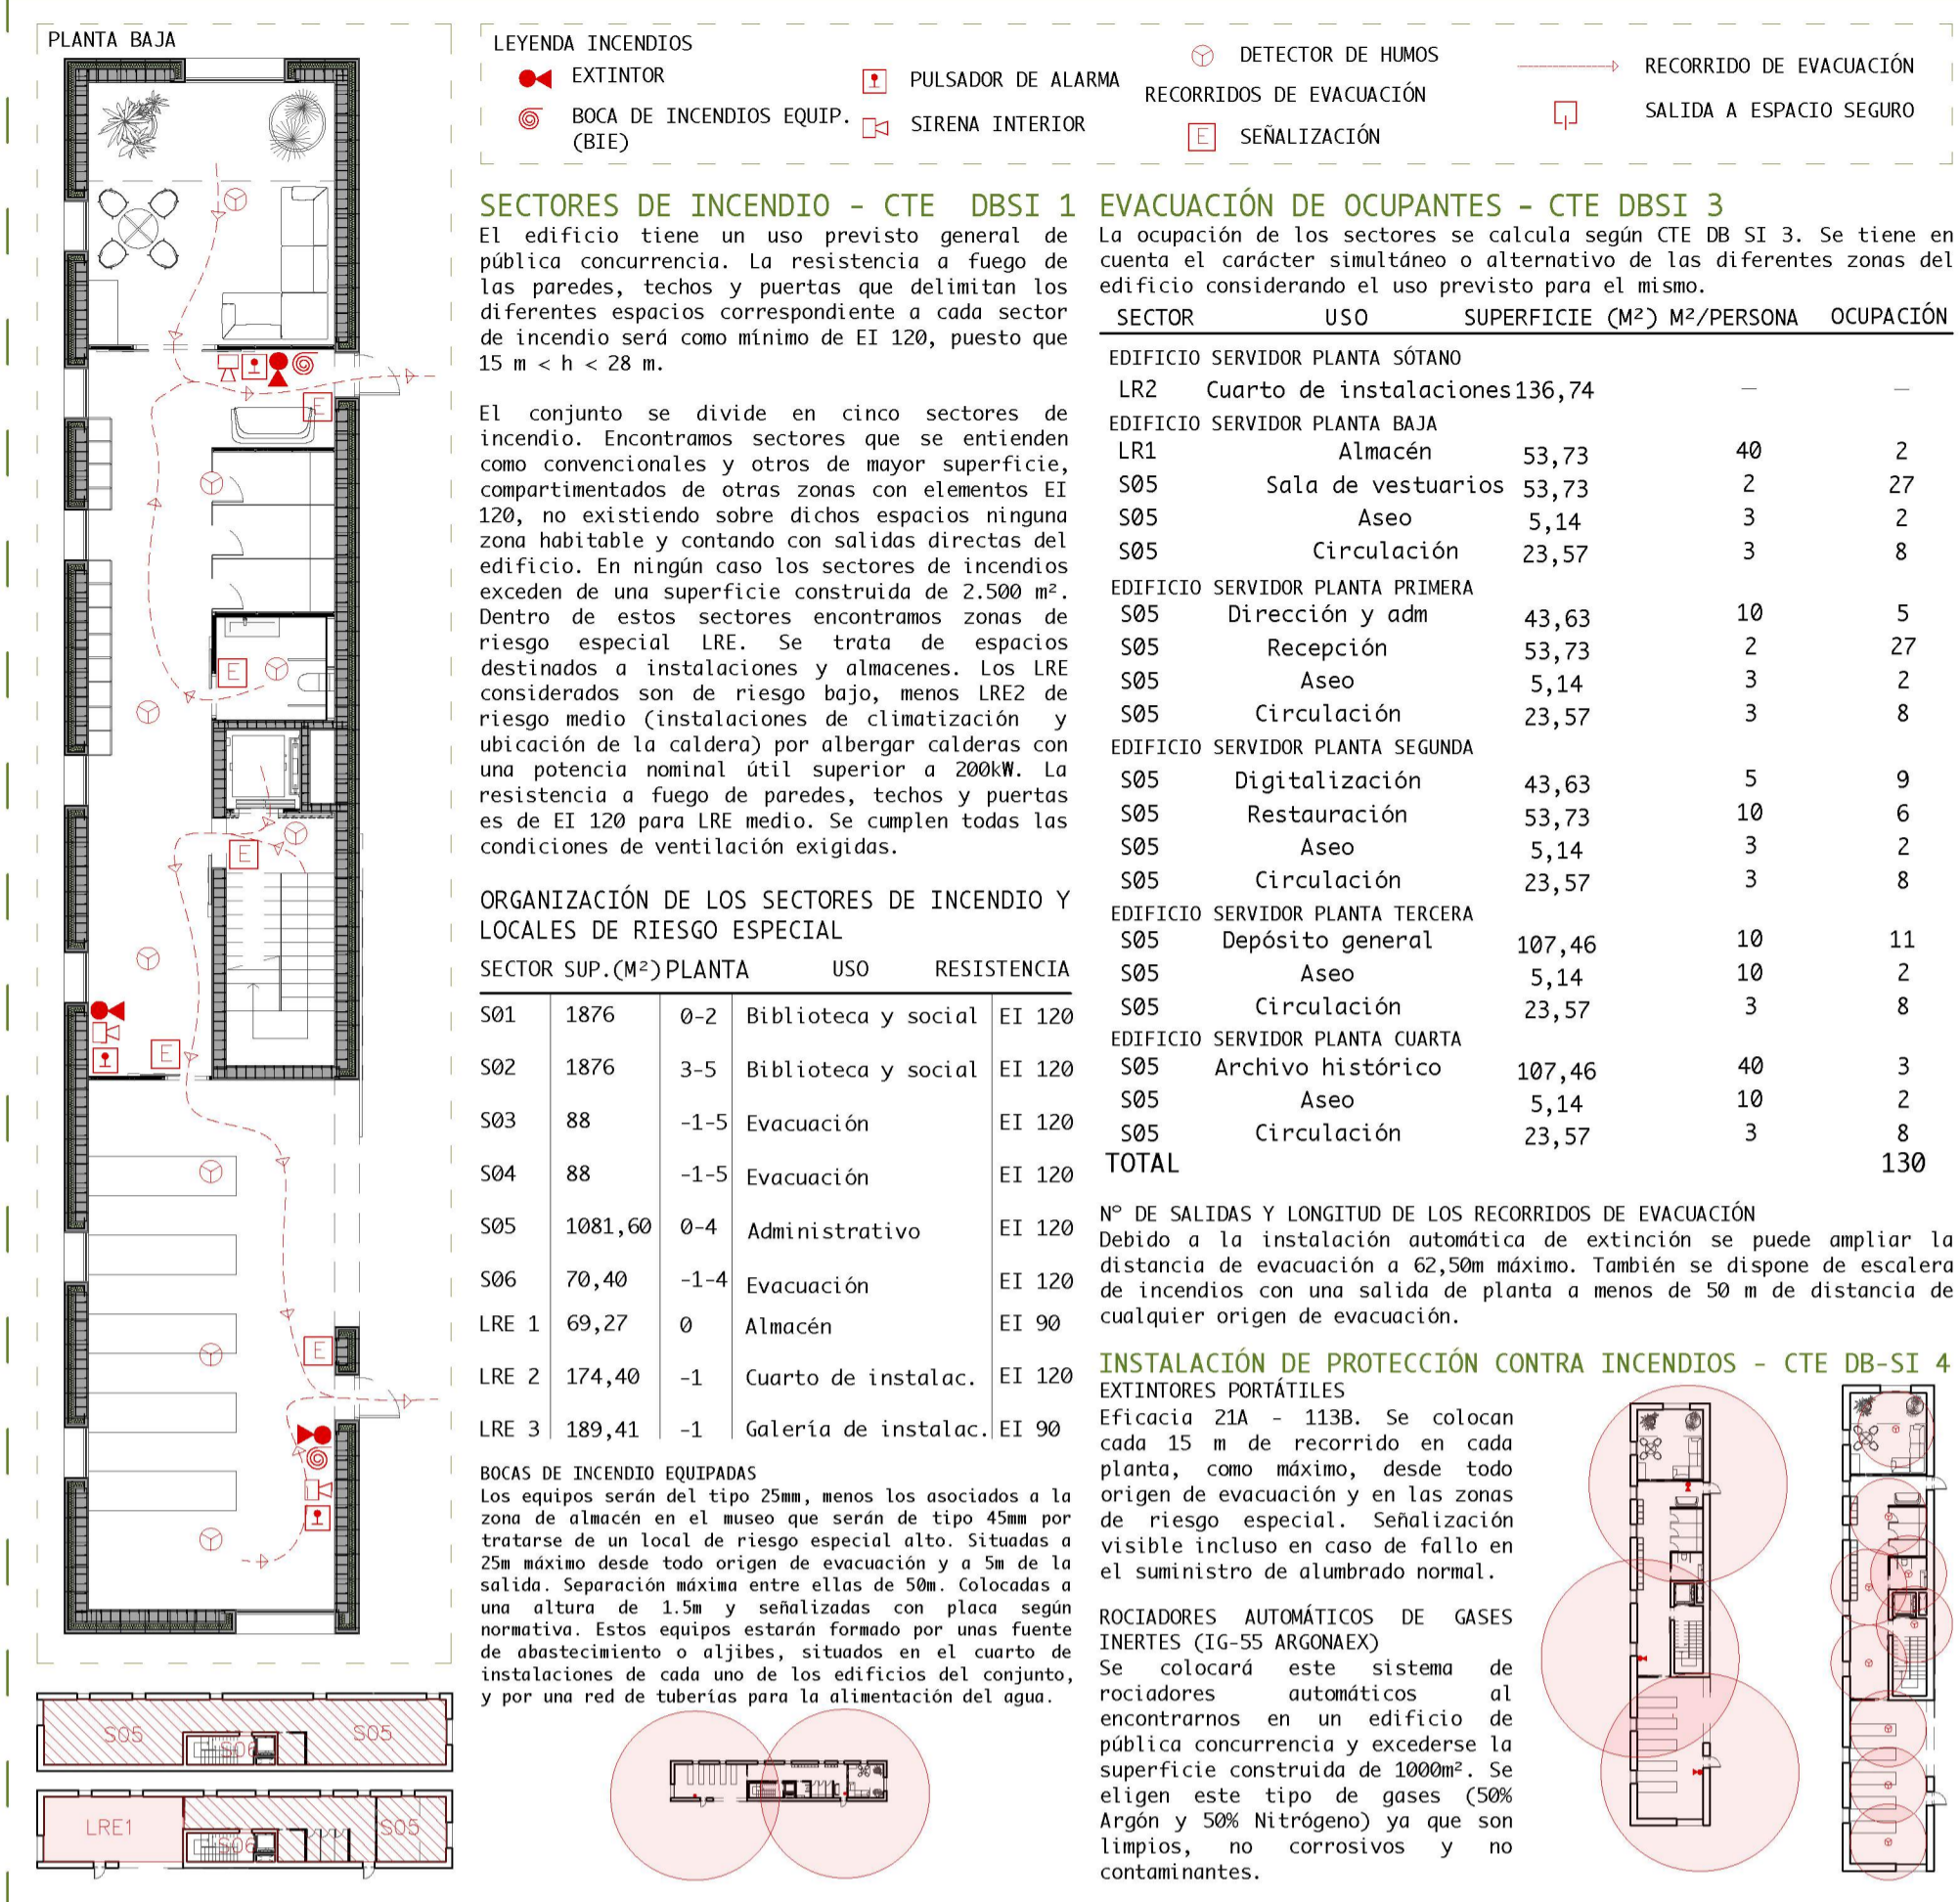 PLANTA BAJA
E
E
E
E
E
S05
S06
S05
LRE1
S06
S05
LEYENDA INCENDIOS
EXTINTOR
BOCA DE INCENDIOS EQUIP.
(BIE)
PULSADOR DE ALARMA
SIRENA INTERIOR
DETECTOR DE HUMOS
RECORRIDOS DE EVACUACIÓN
E SEÑALIZACIÓN
RECORRIDO DE EVACUACIÓN
SALIDA A ESPACIO SEGURO
SECTORES DE INCENDIO – CTE DBSI 1
El edificio tiene un uso previsto general de
pública concurrencia. La resistencia a fuego de
las paredes, techos y puertas que delimitan los
diferentes espacios correspondiente a cada sector
de incendio será como mínimo de EI 120, puesto que
15 m < h < 28 m.
El conjunto se divide en cinco sectores de
incendio. Encontramos sectores que se entienden
como convencionales y otros de mayor superficie,
compartimentados de otras zonas con elementos EI
120, no existiendo sobre dichos espacios ninguna
zona habitable y contando con salidas directas del
edificio. En ningún caso los sectores de incendios
exceden de una superficie construida de 2.500 m².
Dentro de estos sectores encontramos zonas de
riesgo especial LRE. Se trata de espacios
destinados a instalaciones y almacenes. Los LRE
considerados son de riesgo bajo, menos LRE2 de
riesgo medio (instalaciones de climatización y
ubicación de la caldera) por albergar calderas con
una potencia nominal útil superior a 200kW. La
resistencia a fuego de paredes, techos y puertas
es de EI 120 para LRE medio. Se cumplen todas las
condiciones de ventilación exigidas.
ORGANIZACIÓN DE LOS SECTORES DE INCENDIO Y
LOCALES DE RIESGO ESPECIAL
SECTOR SUP.(M²) PLANTA USO RESISTENCIA
S01 1876 0-2 Biblioteca y social EI 120
S02 1876 3-5 Biblioteca y social EI 120
S03 88 -1-5 Evacuación EI 120
S04 88 -1-5 Evacuación EI 120
S05 1081,60 0-4 Administrativo EI 120
S06 70,40 -1-4 Evacuación EI 120
LRE 1 69,27 0 Almacén EI 90
LRE 2 174,40 -1 Cuarto de instalac. EI 120
LRE 3 189,41 -1 Galería de instalac. EI 90
BOCAS DE INCENDIO EQUIPADAS
Los equipos serán del tipo 25mm, menos los asociados a la
zona de almacén en el museo que serán de tipo 45mm por
tratarse de un local de riesgo especial alto. Situadas a
25m máximo desde todo origen de evacuación y a 5m de la
salida. Separación máxima entre ellas de 50m. Colocadas a
una altura de 1.5m y señalizadas con placa según
normativa. Estos equipos estarán formado por unas fuente
de abastecimiento o aljibes, situados en el cuarto de
instalaciones de cada uno de los edificios del conjunto,
y por una red de tuberías para la alimentación del agua.
EVACUACIÓN DE OCUPANTES – CTE DBSI 3
La ocupación de los sectores se calcula según CTE DB SI 3. Se tiene en
cuenta el carácter simultáneo o alternativo de las diferentes zonas del
edificio considerando el uso previsto para el mismo.
SECTOR USO SUPERFICIE (M²) M²/PERSONA OCUPACIÓN
EDIFICIO SERVIDOR PLANTA SÓTANO
LR2 Cuarto de instalaciones 136,74 — —
EDIFICIO SERVIDOR PLANTA BAJA
LR1 Almacén 53,73 40 2
S05 Sala de vestuarios 53,73 2 27
S05 Aseo 5,14 3 2
S05 Circulación 23,57 3 8
EDIFICIO SERVIDOR PLANTA PRIMERA
S05 Dirección y adm 43,63 10 5
S05 Recepción 53,73 2 27
S05 Aseo 5,14 3 2
S05 Circulación 23,57 3 8
EDIFICIO SERVIDOR PLANTA SEGUNDA
S05 Digitalización 43,63 5 9
S05 Restauración 53,73 10 6
S05 Aseo 5,14 3 2
S05 Circulación 23,57 3 8
EDIFICIO SERVIDOR PLANTA TERCERA
S05 Depósito general 107,46 10 11
S05 Aseo 5,14 10 2
S05 Circulación 23,57 3 8
EDIFICIO SERVIDOR PLANTA CUARTA
S05 Archivo histórico 107,46 40 3
S05 Aseo 5,14 10 2
S05 Circulación 23,57 3 8
TOTAL 130
Nº DE SALIDAS Y LONGITUD DE LOS RECORRIDOS DE EVACUACIÓN
Debido a la instalación automática de extinción se puede ampliar la
distancia de evacuación a 62,50m máximo. También se dispone de escalera
de incendios con una salida de planta a menos de 50 m de distancia de
cualquier origen de evacuación.
INSTALACIÓN DE PROTECCIÓN CONTRA INCENDIOS – CTE DB-SI 4
EXTINTORES PORTÁTILES
Eficacia 21A - 113B. Se colocan
cada 15 m de recorrido en cada
planta, como máximo, desde todo
origen de evacuación y en las zonas
de riesgo especial. Señalización
visible incluso en caso de fallo en
el suministro de alumbrado normal.
ROCIADORES AUTOMÁTICOS DE GASES
INERTES (IG-55 ARGONAEX)
Se colocará este sistema de
rociadores automáticos al
encontrarnos en un edificio de
pública concurrencia y excederse la
superficie construida de 1000m². Se
eligen este tipo de gases (50%
Argón y 50% Nitrógeno) ya que son
limpios, no corrosivos y no
contaminantes.